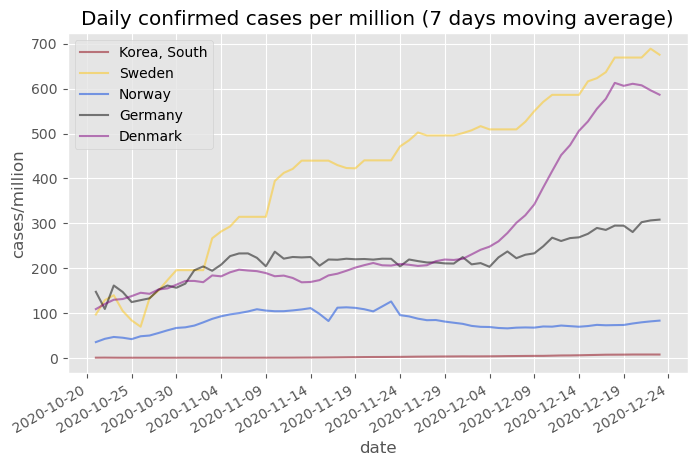 Daily confirmed cases per million (7 days moving average)
700
600
500
400
300
200
100
0
cases/million
Korea, South
Sweden
Norway
Germany
Denmark
2020-10-20
2020-10-25
2020-10-30
2020-11-04
2020-11-09
2020-11-14
2020-11-19
2020-11-24
2020-11-29
2020-12-04
2020-12-09
2020-12-14
2020-12-19
2020-12-24
date